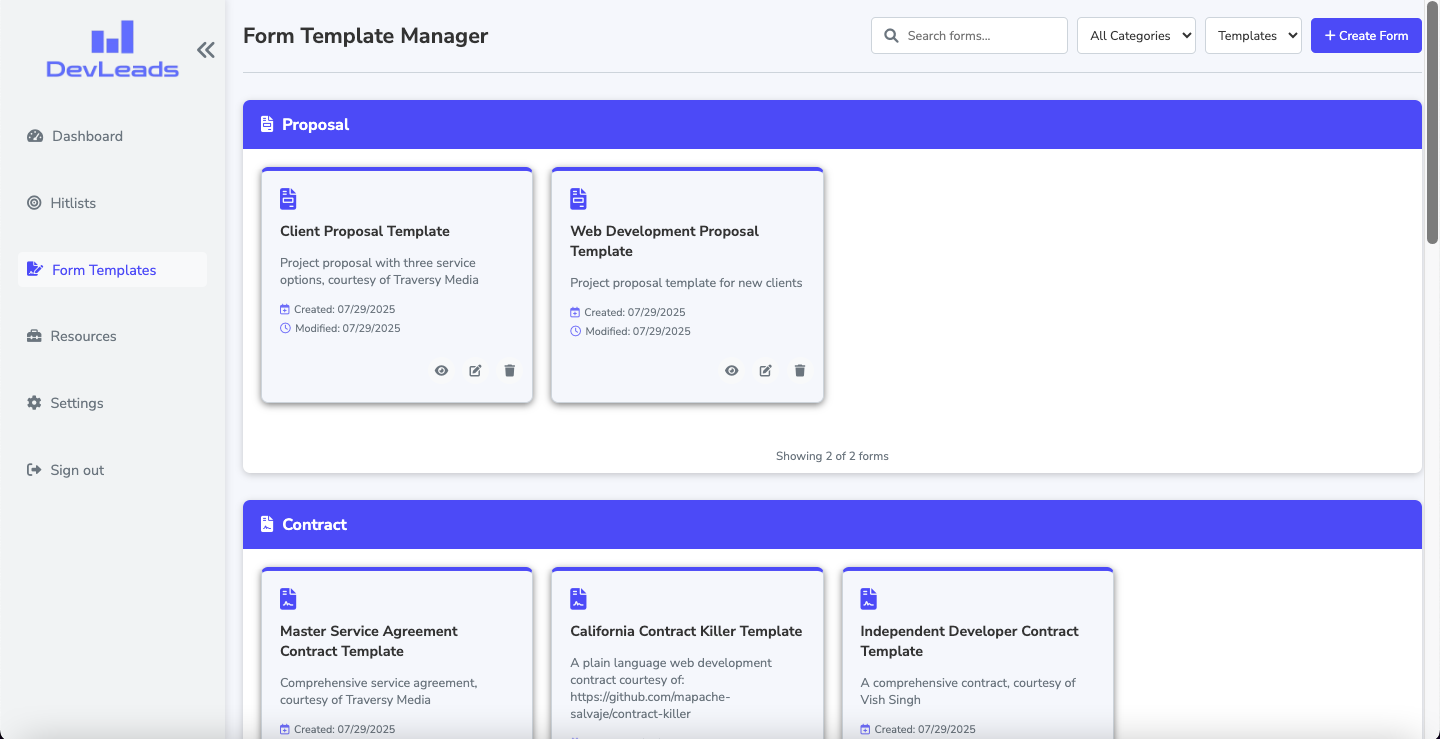 DevLeads
Dashboard
Hitlists
Form Templates
Resources
Settings
Sign out
Form Template Manager
Search forms...
All Categories
Templates
+ Create Form
Proposal
Client Proposal Template
Project proposal with three service
options, courtesy of Traversy Media
Created: 07/29/2025
Modified: 07/29/2025
Web Development Proposal
Template
Project proposal template for new clients
Created: 07/29/2025
Modified: 07/29/2025
Showing 2 of 2 forms
Contract
Master Service Agreement
Contract Template
Comprehensive service agreement,
courtesy of Traversy Media
Created: 07/29/2025
California Contract Killer Template
A plain language web development
contract courtesy of:
https://github.com/mapache-
salvaje/contract-killer
Independent Developer Contract
Template
A comprehensive contract, courtesy of
Vish Singh
Created: 07/29/2025